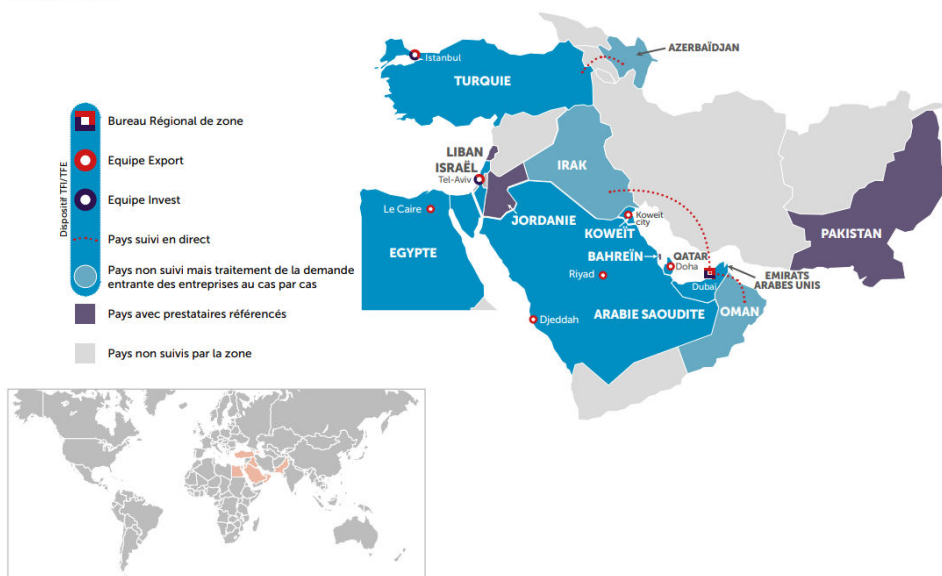 Dispositif TFI/TFE
Bureau Régional de zone
Equipe Export
Equipe Invest
Pays suivi en direct
Pays non suivi mais traitement de la demande
entrante des entreprises au cas par cas
Pays avec prestataires référencés
Pays non suivis par la zone
AZERBAÏDJAN
Istanbul
TURQUIE
LIBAN
ISRAËL
Tel-Aviv
IRAK
Le Caire
JORDANIE
Koweit
city
KOWEÏT
PAKISTAN
EGYPTE
BAHREÏN
QATAR
Doha
EMIRATS
ARABES UNIS
Riyad
Dubaï
Djeddah
ARABIE SAOUDITE
OMAN